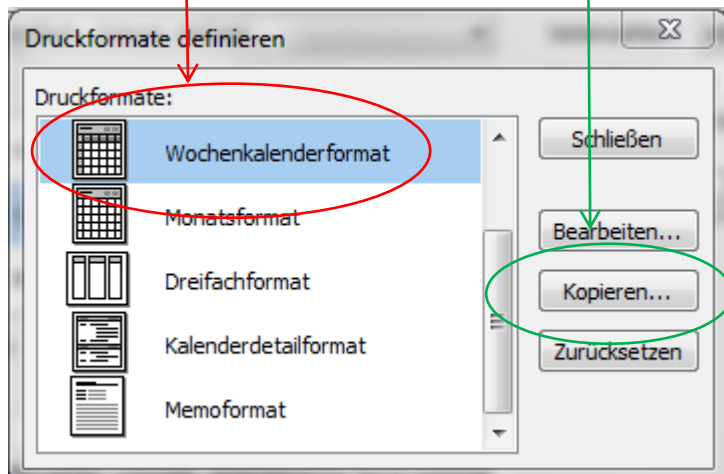 Druckformate definieren
Druckformate:
Wochenkalenderformat
Monatsformat
Dreifachformat
Kalenderdetailformat
Memoformat
Schließen
Bearbeiten...
Kopieren...
Zurücksetzen